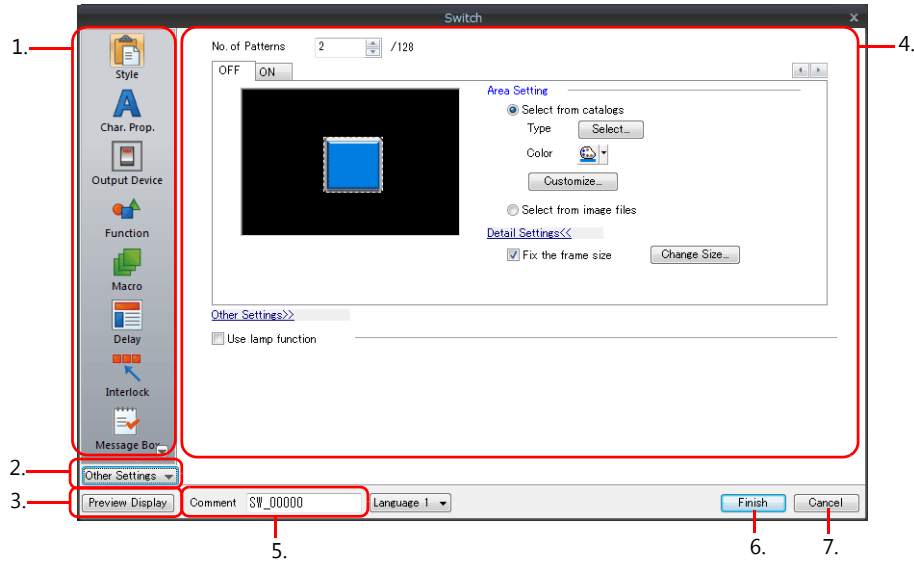 Switch
x
1.
Style
Char. Prop.
Output Device
Function
Macro
Delay
Interlock
Message Box
No. of Patterns 2 /128
OFF ON
Area Setting
Select from catalogs
Type Select...
Color
Customize...
Select from image files
Detail Settings<<
Fix the frame size Change Size...
Other Settings>>
Use lamp function
4.
2.
Other Settings
3.
Preview Display Comment SW_00000 Language 1 Finish Cancel
5.
6.
7.